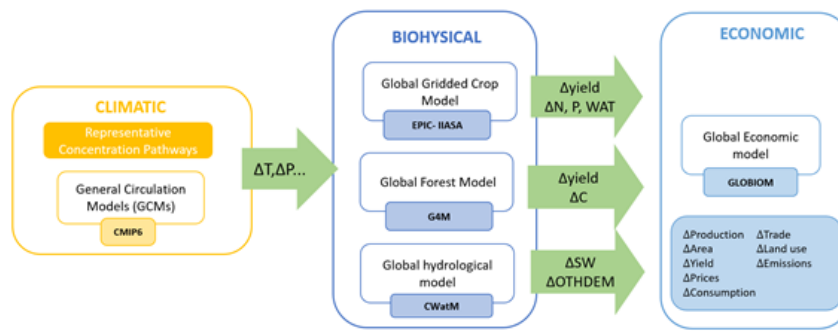 CLIMATIC
Representative
Concentration Pathways
General Circulation
Models (GCMs)
CMIP6
ΔT,ΔP...
BIOHYSICAL
Global Gridded Crop
Model
EPIC- IIASA
Global Forest Model
G4M
Global hydrological
model
CWatM
Δyield
ΔN, P, WAT
Δyield
ΔC
ΔSW
ΔOTHDEM
ECONOMIC
Global Economic
model
GLOBIOM
ΔProduction
ΔArea
ΔYield
ΔPrices
ΔConsumption
ΔTrade
ΔLand use
ΔEmissions